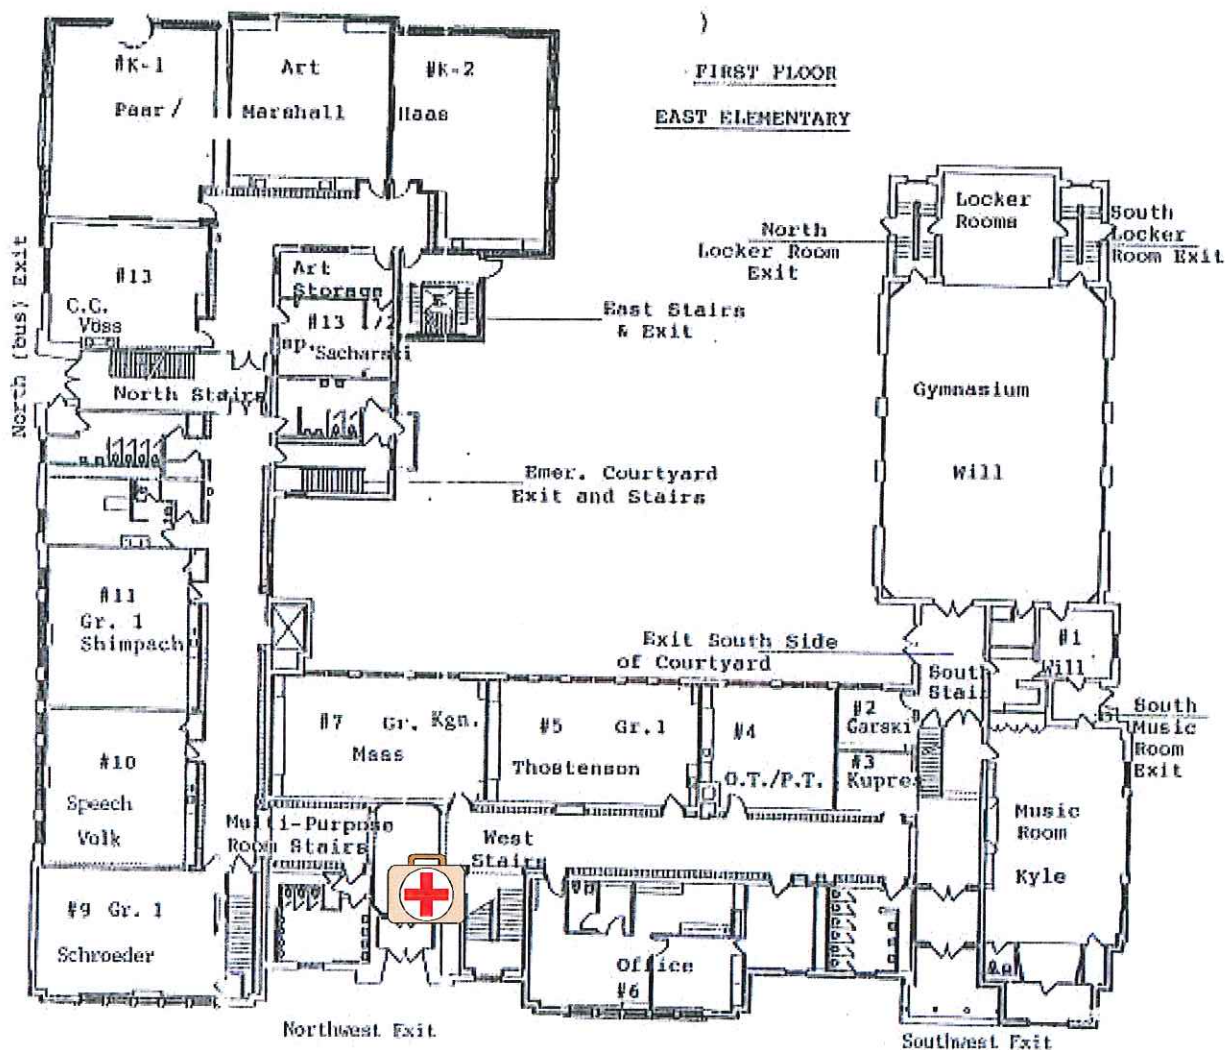 )
FIRST FLOOR
EAST ELEMENTARY
#K-1
Paar/
Art
Marshall
#K-2
Haas
Locker
Rooms
North
Locker Room
Exit
South
Locker
Room Exit
North (bus) Exit
#13
C.C.
Voss
Art
Storage
#13 1/2
Sp.
Sacharski
E.
East Stairs
& Exit
North Stairs
Gymnasium
Will
Emer. Courtyard
Exit and Stairs
#11
Gr. 1
Shimpach
Exit South Side
of Courtyard
#1
Will
South
Stair
South
Music
Room
Exit
#7 Gr. Kgn.
Maas
#5 Gr.1
Thostenson
#4
O.T./P.T.
#2
Garski
#3
Kupres
#10
Speech
Volk
Multi-Purpose
Room Stairs
West
Stairs
Music
Room
Kyle
#9 Gr. 1
Schroeder
Office
#6
Northwest Exit
Southwest Exit